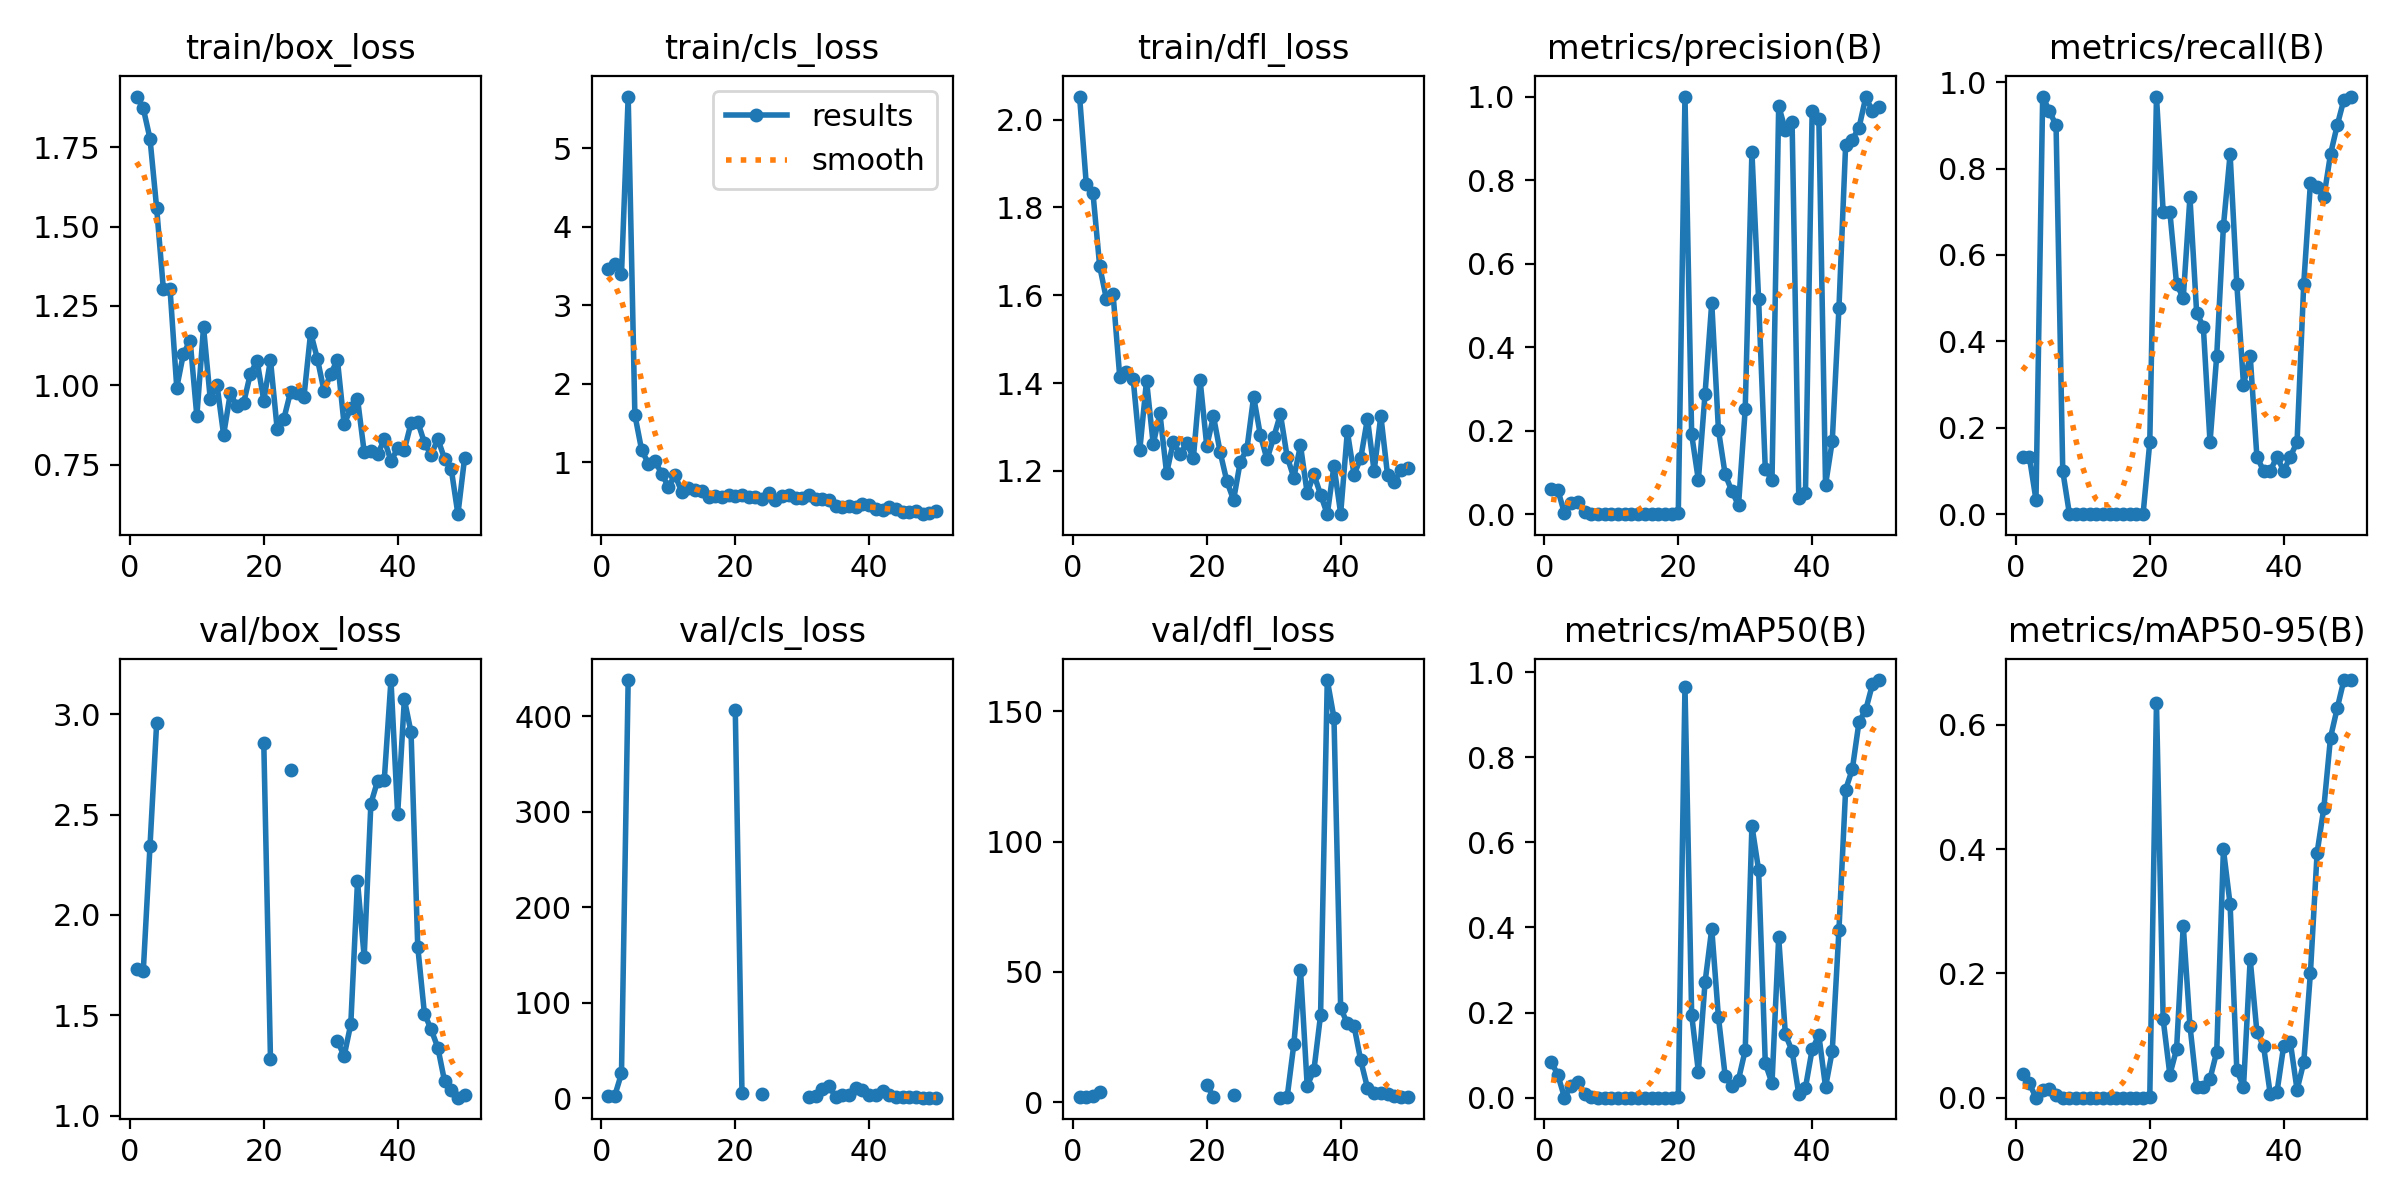 train/box_loss
train/cls_loss
train/dfl_loss
metrics/precision(B)
metrics/recall(B)
1.75
1.50
1.25
1.00
0.75
0 20 40
results
smooth
5
4
3
2
1
0 20 40
2.0
1.8
1.6
1.4
1.2
0 20 40
1.0
0.8
0.6
0.4
0.2
0.0
0 20 40
1.0
0.8
0.6
0.4
0.2
0.0
0 20 40
val/box_loss
val/cls_loss
val/dfl_loss
metrics/mAP50(B)
metrics/mAP50-95(B)
3.0
2.5
2.0
1.5
1.0
0 20 40
400
300
200
100
0
0 20 40
150
100
50
0
0 20 40
1.0
0.8
0.6
0.4
0.2
0.0
0 20 40
0.6
0.4
0.2
0.0
0 20 40